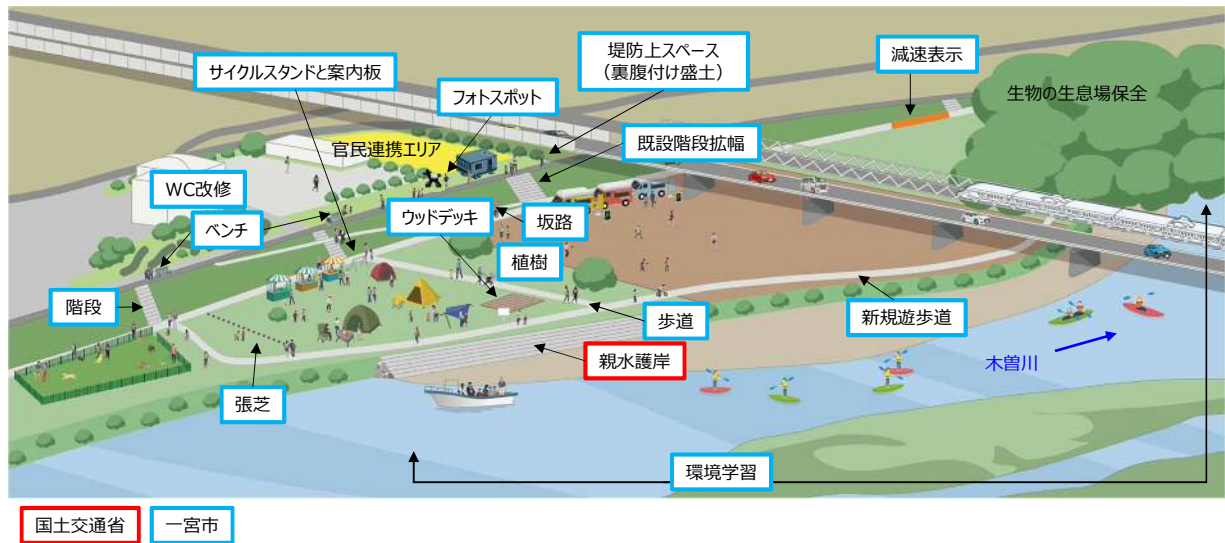 堤防上スペース
(裏腹付け盛土)
減速表示
サイクルスタンドと案内板
フォトスポット
生物の生息場保全
官民連携エリア
既設階段拡幅
WC改修
ウッドデッキ
坂路
ベンチ
植樹
階段
歩道
新規遊歩道
親水護岸
木曽川
張芝
環境学習
国土交通省
一宮市